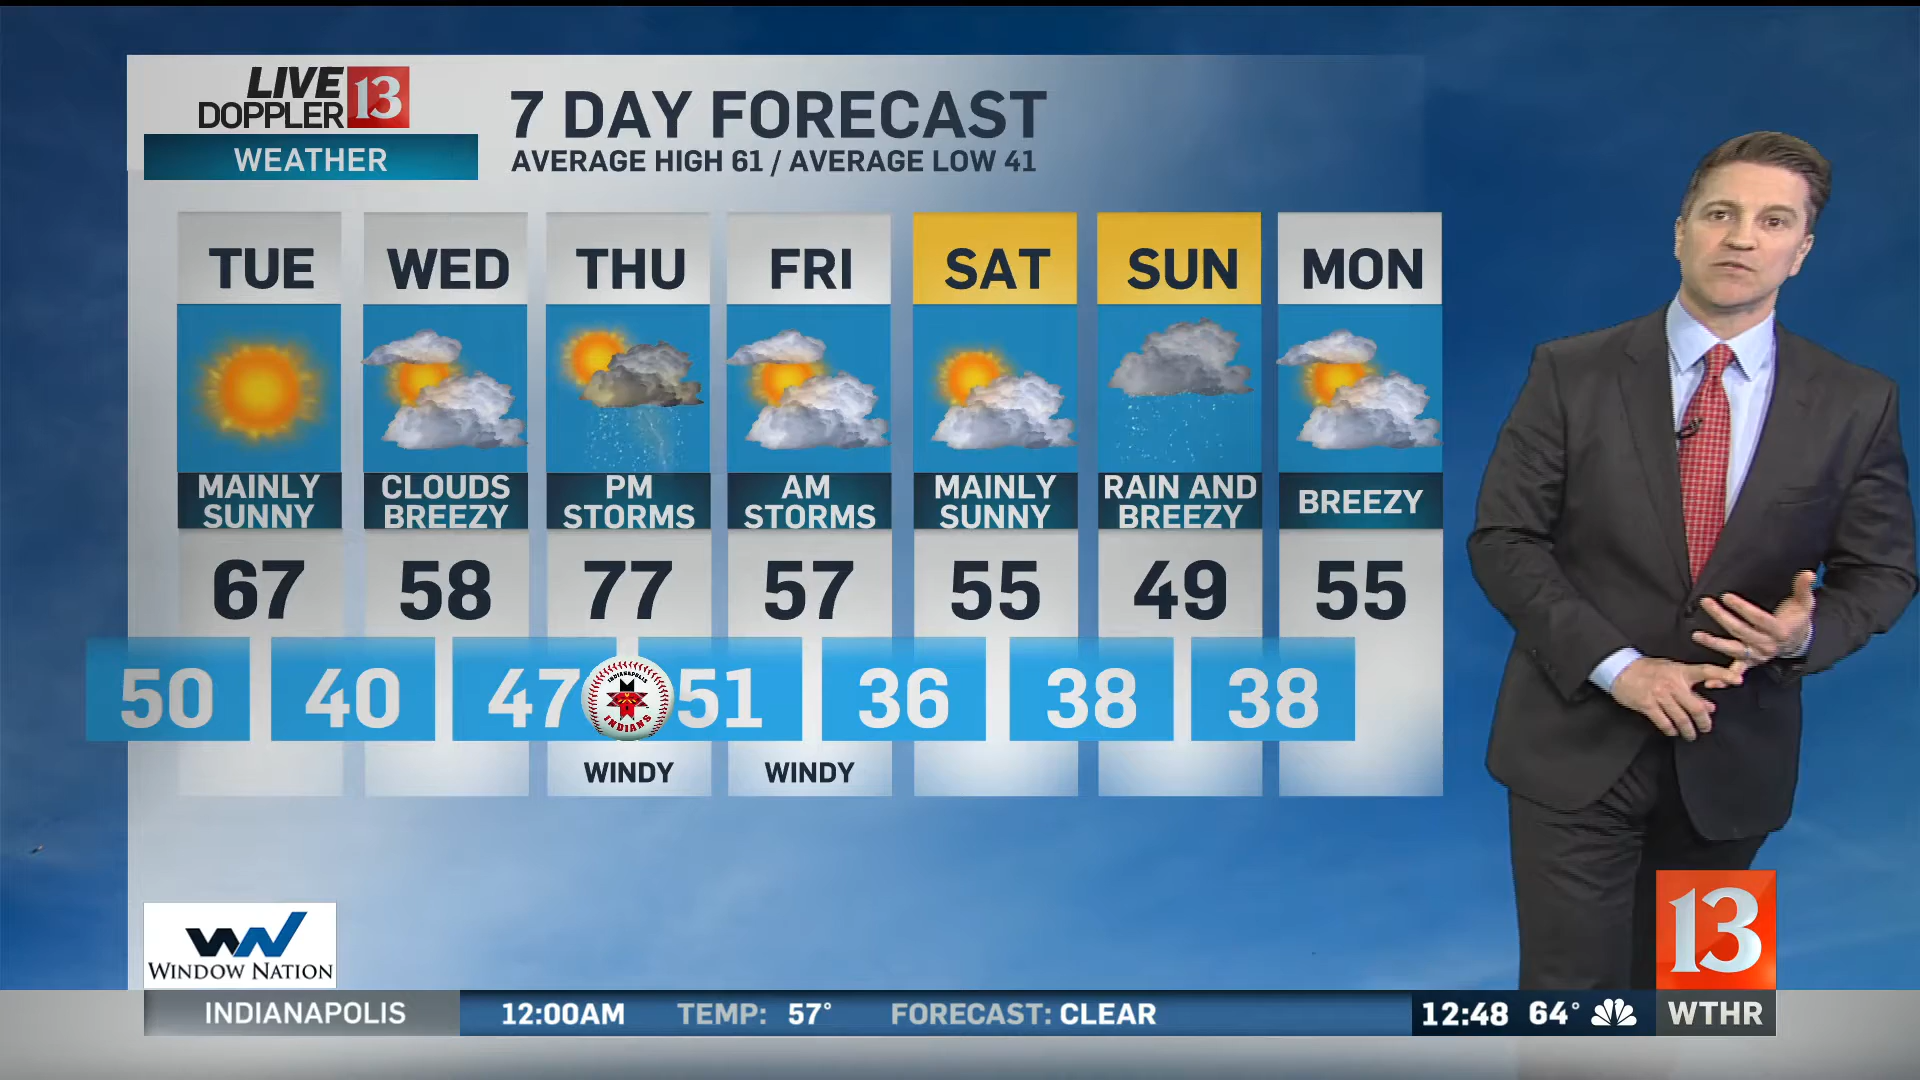 LIVE
DOPPLER 13
WEATHER
7 DAY FORECAST
AVERAGE HIGH 61 / AVERAGE LOW 41
TUE WED THU FRI SAT SUN MON
MAINLY SUNNY
CLOUDS BREEZY
PM STORMS
AM STORMS
MAINLY SUNNY
RAIN AND BREEZY
BREEZY
67 58 77 57 55 49 55
50 40 47 51 36 38 38
INDIANAPOLIS
INDIANS
WINDY WINDY
WINDOW NATION
13
INDIANAPOLIS 12:00AM TEMP: 57° FORECAST: CLEAR 12:48 64° WTHR